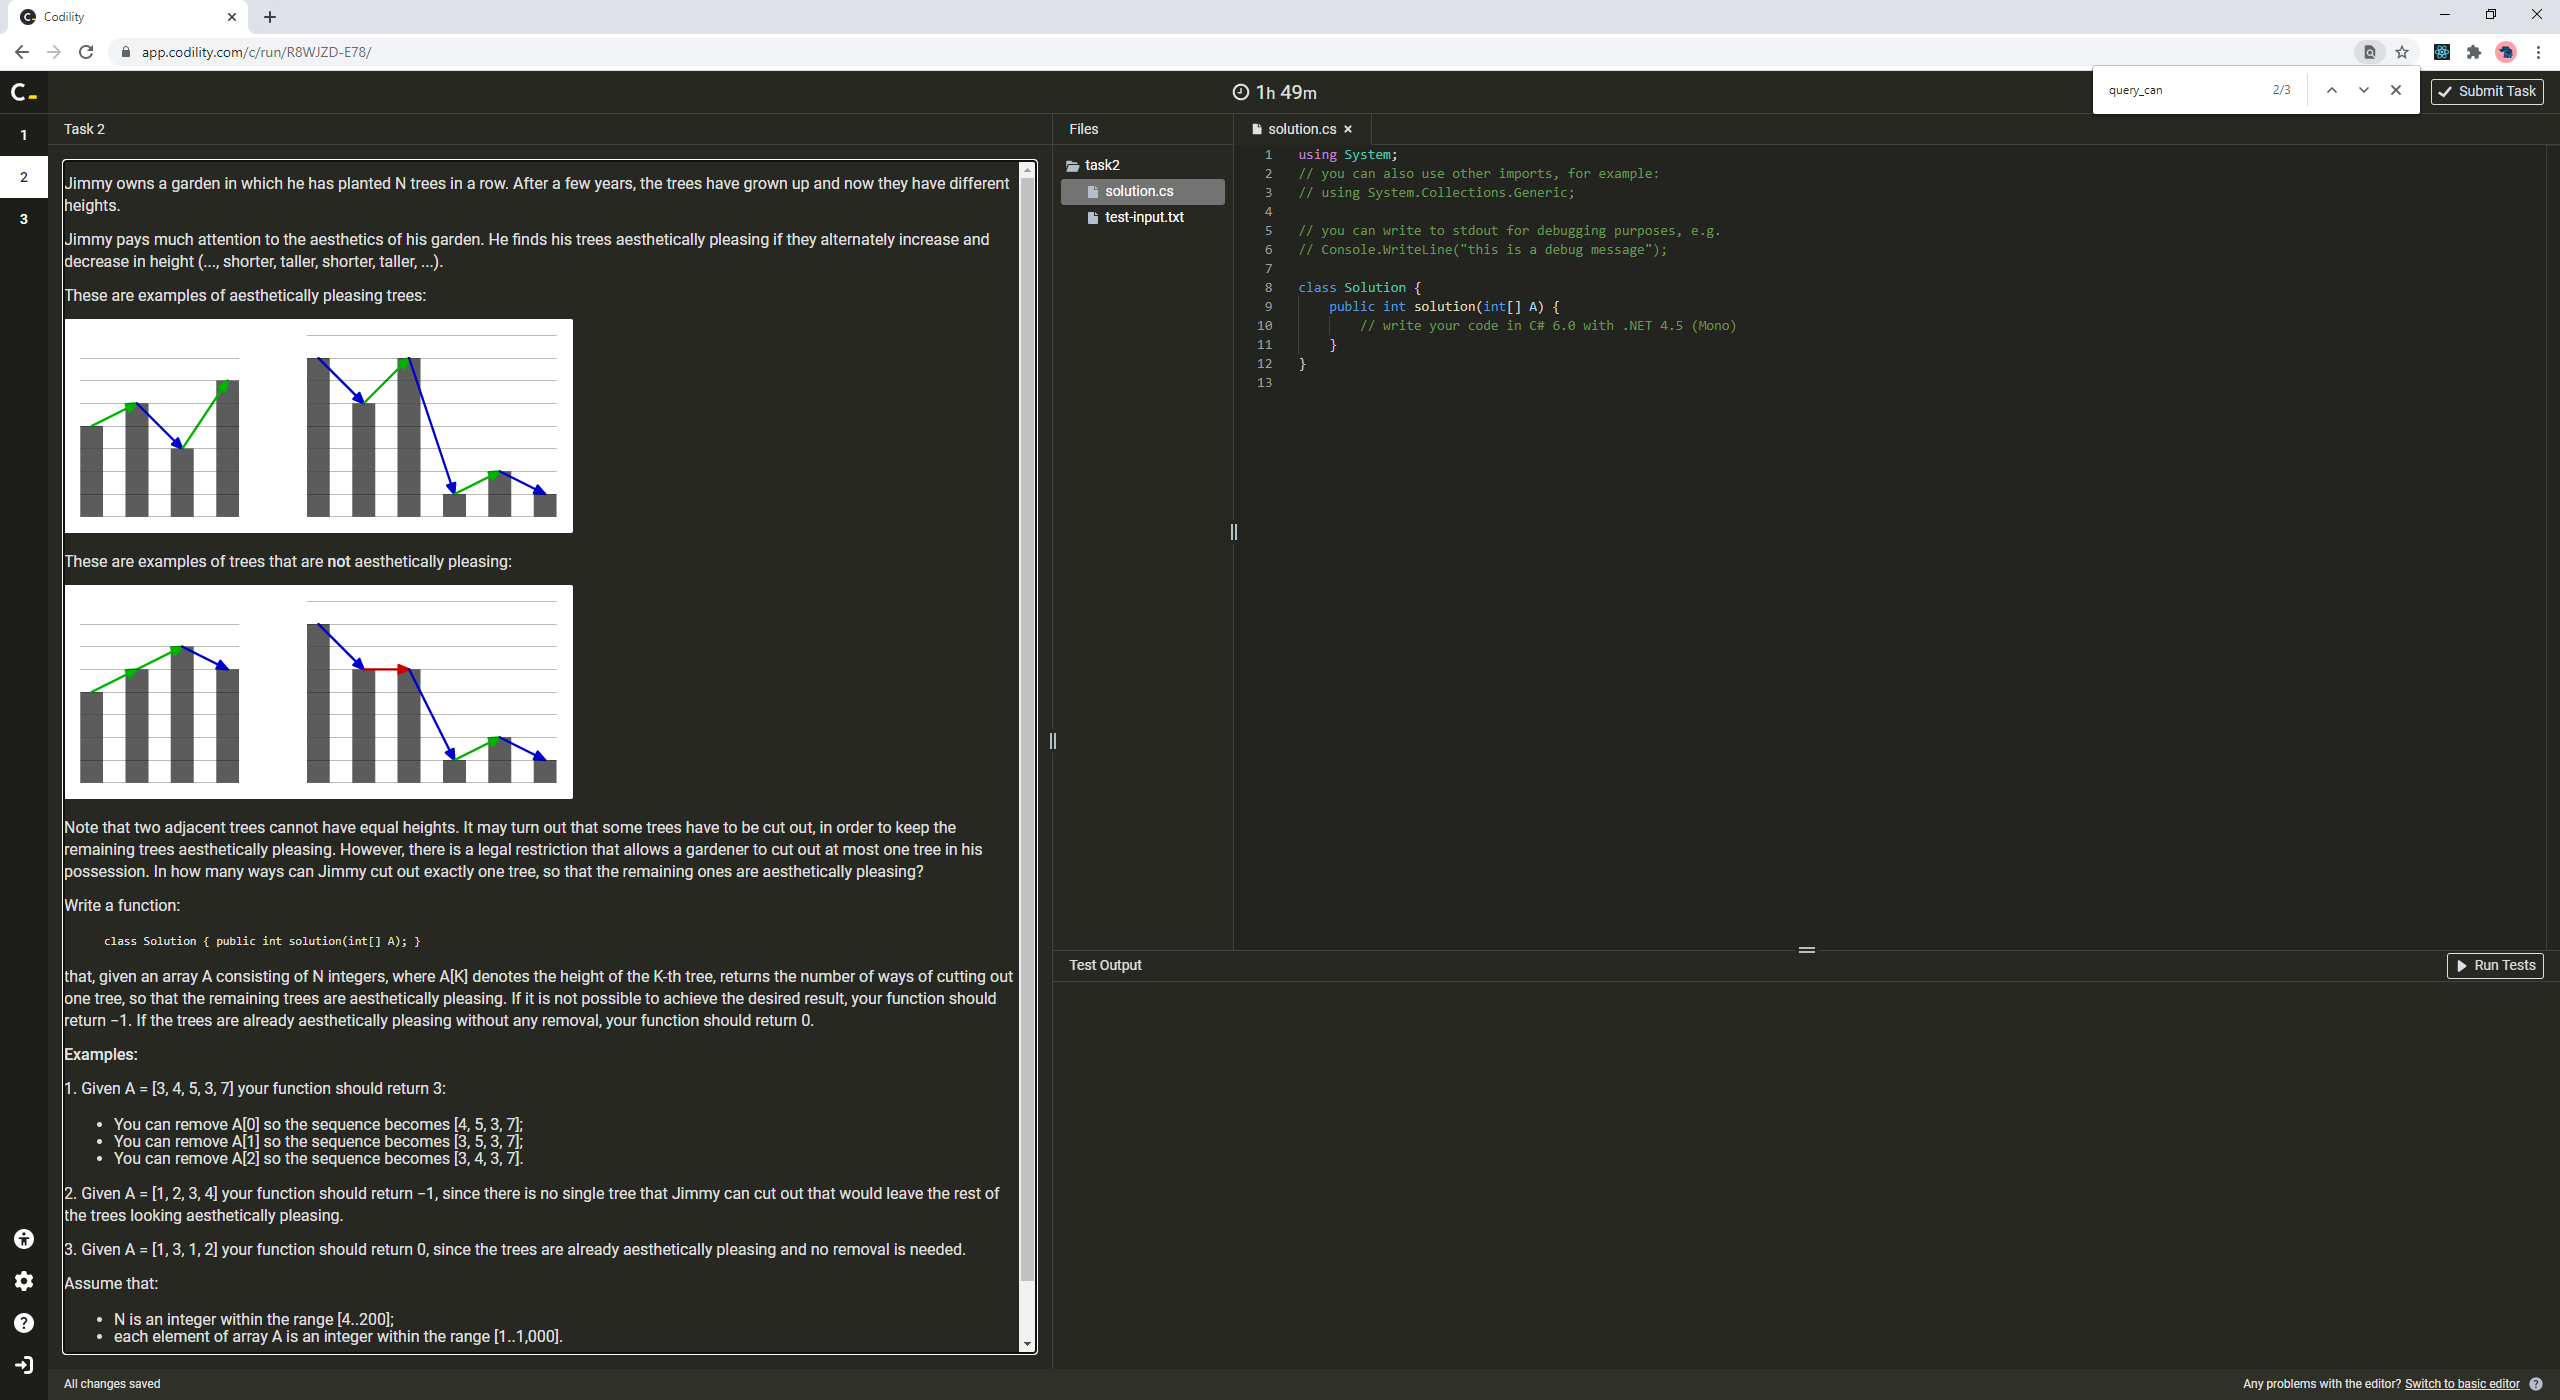 Codility
app.codility.com/c/run/R8WJZD-E78/
query_can 2/3
C_
1h 49m
Submit Task
1
2
3
Task 2
Jimmy owns a garden in which he has planted N trees in a row. After a few years, the trees have grown up and now they have different
heights.
Jimmy pays much attention to the aesthetics of his garden. He finds his trees aesthetically pleasing if they alternately increase and
decrease in height (..., shorter, taller, shorter, taller, ...).
These are examples of aesthetically pleasing trees:
These are examples of trees that are not aesthetically pleasing:
Note that two adjacent trees cannot have equal heights. It may turn out that some trees have to be cut out, in order to keep the
remaining trees aesthetically pleasing. However, there is a legal restriction that allows a gardener to cut out at most one tree in his
possession. In how many ways can Jimmy cut out exactly one tree, so that the remaining ones are aesthetically pleasing?
Write a function:
class Solution { public int solution(int[] A); }
that, given an array A consisting of N integers, where A[K] denotes the height of the K-th tree, returns the number of ways of cutting out
one tree, so that the remaining trees are aesthetically pleasing. If it is not possible to achieve the desired result, your function should
return −1. If the trees are already aesthetically pleasing without any removal, your function should return 0.
Examples:
1. Given A = [3, 4, 5, 3, 7] your function should return 3:
• You can remove A[0] so the sequence becomes [4, 5, 3, 7];
• You can remove A[1] so the sequence becomes [3, 5, 3, 7];
• You can remove A[2] so the sequence becomes [3, 4, 3, 7].
2. Given A = [1, 2, 3, 4] your function should return −1, since there is no single tree that Jimmy can cut out that would leave the rest of
the trees looking aesthetically pleasing.
3. Given A = [1, 3, 1, 2] your function should return 0, since the trees are already aesthetically pleasing and no removal is needed.
Assume that:
• N is an integer within the range [4..200];
• each element of array A is an integer within the range [1..1,000].
Files
task2
solution.cs
test-input.txt
solution.cs
1 using System;
2 // you can also use other imports, for example:
3 // using System.Collections.Generic;
4
5 // you can write to stdout for debugging purposes, e.g.
6 // Console.WriteLine("this is a debug message");
7
8 class Solution {
9 public int solution(int[] A) {
10 // write your code in C# 6.0 with .NET 4.5 (Mono)
11 }
12 }
13
Test Output
Run Tests
All changes saved
Any problems with the editor? Switch to basic editor ?